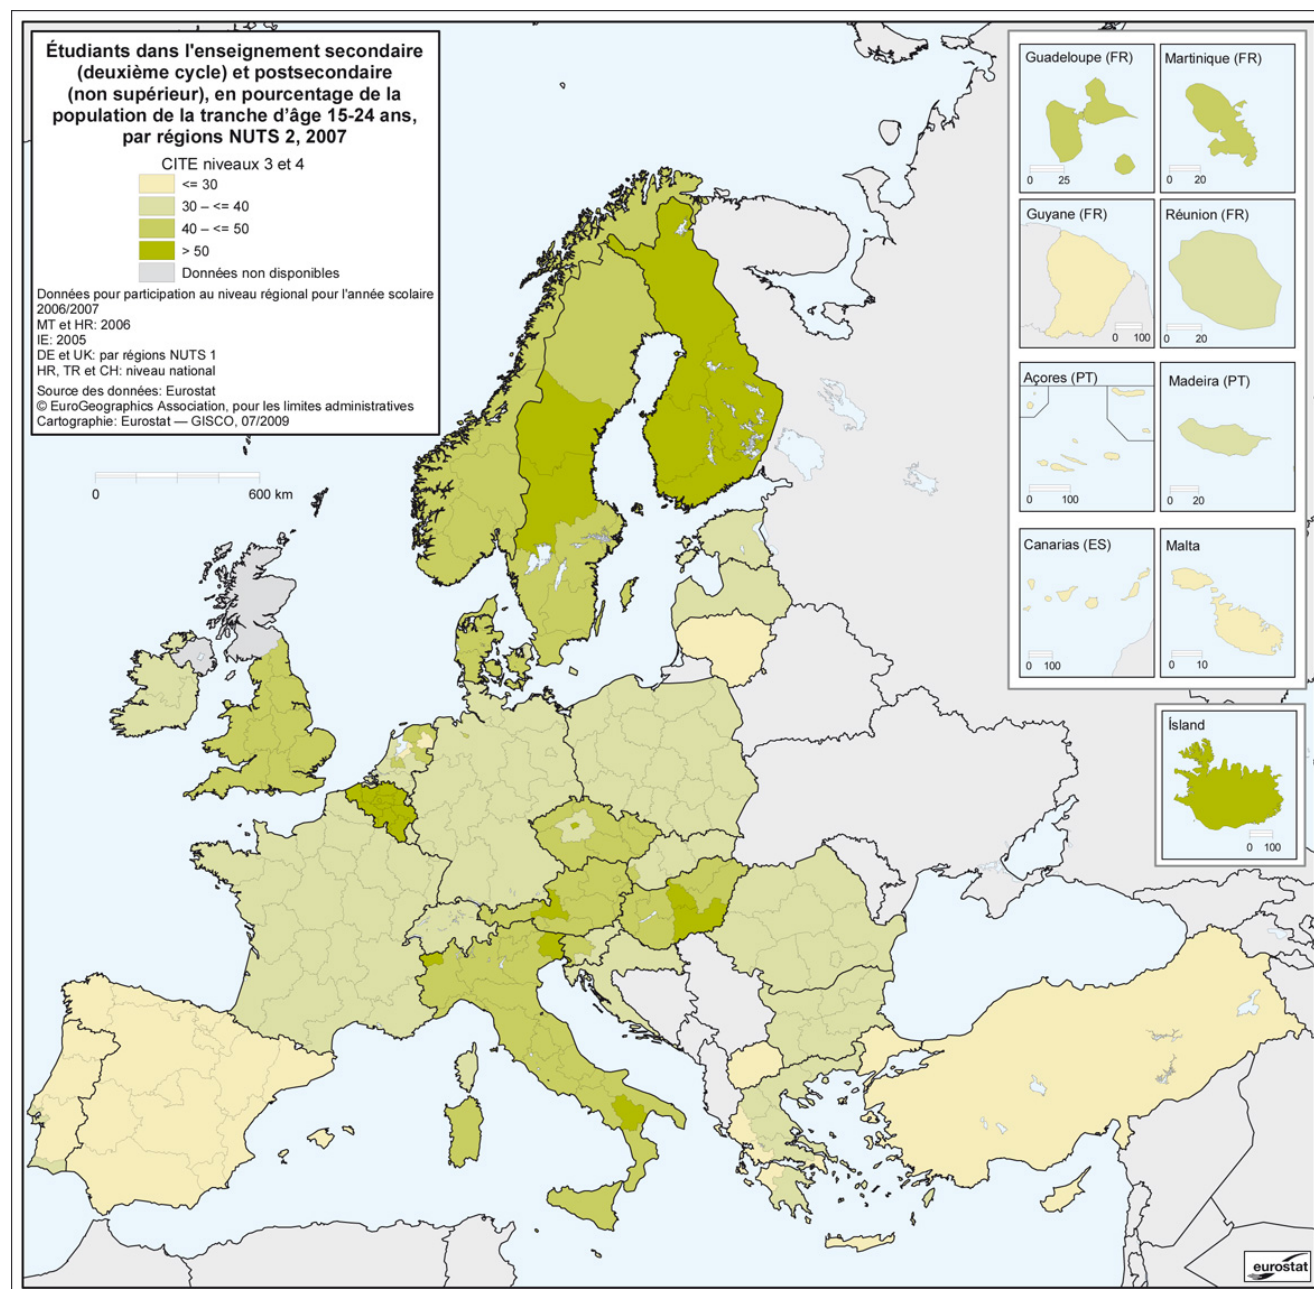 Étudiants dans l'enseignement secondaire
(deuxième cycle) et postsecondaire
(non supérieur), en pourcentage de la
population de la tranche d'âge 15-24 ans,
par régions NUTS 2, 2007
CITE niveaux 3 et 4
<= 30
30 – <= 40
40 – <= 50
> 50
Données non disponibles
Données pour participation au niveau régional pour l'année scolaire
2006/2007
MT et HR: 2006
IE: 2005
DE et UK: par régions NUTS 1
HR, TR et CH: niveau national
Source des données: Eurostat
© EuroGeographics Association, pour les limites administratives
Cartographie: Eurostat — GISCO, 07/2009
0 600 km
Guadeloupe (FR)
0 25
Martinique (FR)
0 20
Guyane (FR)
0 100
Réunion (FR)
0 20
Açores (PT)
0 100
Madeira (PT)
0 20
Canarias (ES)
0 100
Malta
0 10
Ísland
0 100
eurostat